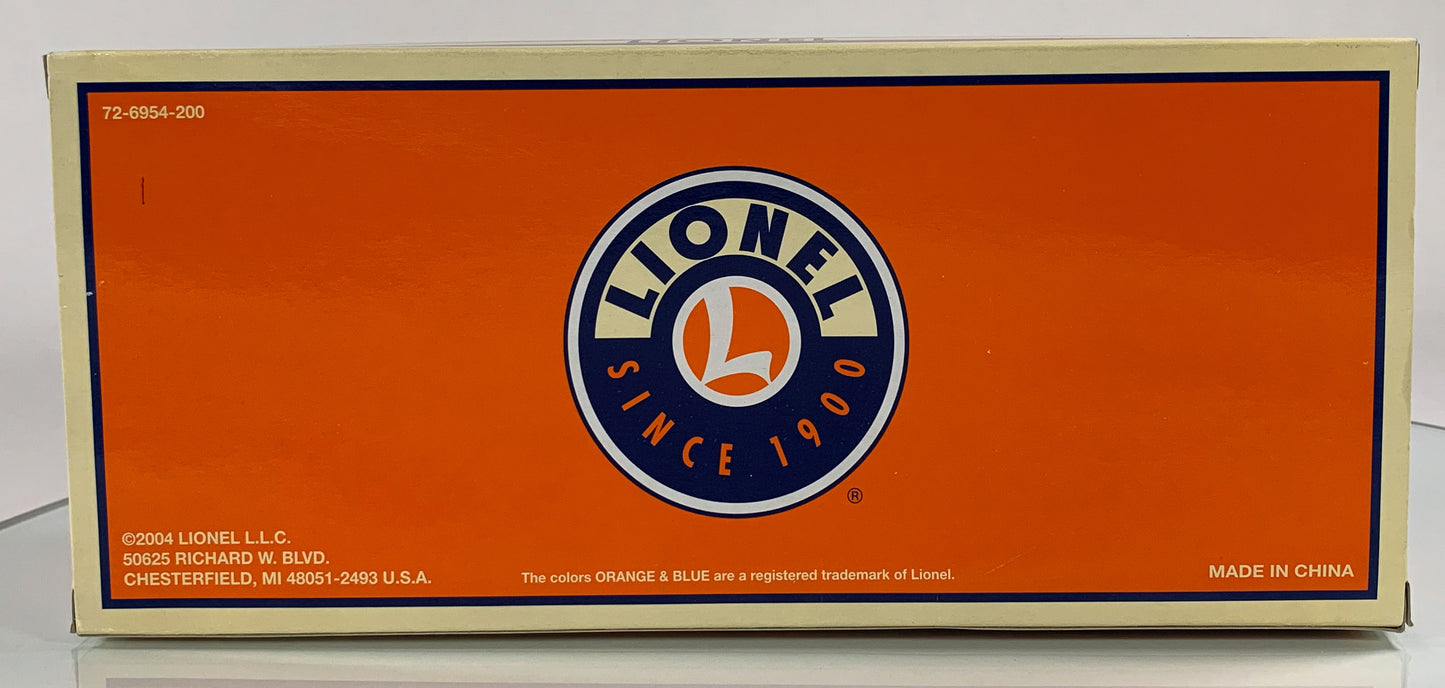 72-6954-200
LIONEL
L
SINCE 1900
®
©2004 LIONEL L.L.C.
50625 RICHARD W. BLVD.
CHESTERFIELD, MI 48051-2493 U.S.A.
The colors ORANGE & BLUE are a registered trademark of Lionel.
MADE IN CHINA